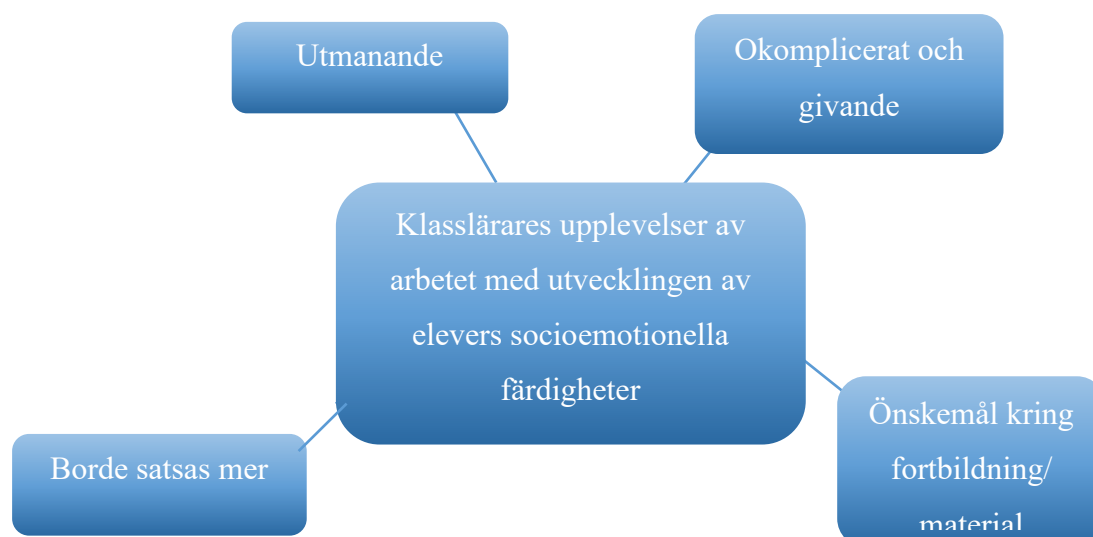 Utmanande
Okomplicerat och
givande
Klasslärares upplevelser av
arbetet med utvecklingen av
elevers socioemotionella
färdigheter
Borde satsas mer
Önskemål kring
fortbildning/
material